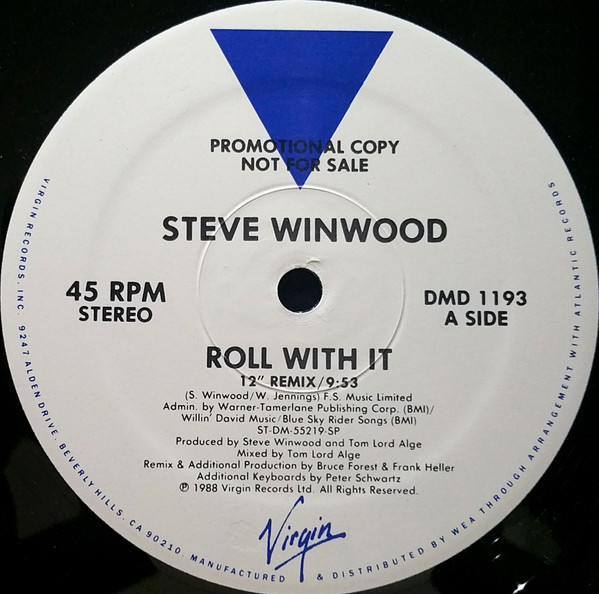 PROMOTIONAL COPY
NOT FOR SALE
STEVE WINWOOD
45 RPM
STEREO
DMD 1193
A SIDE
ROLL WITH IT
12" REMIX/9:53
(S. Winwood/W. Jennings) F.S. Music Limited
Admin. by Warner-Tamerlane Publishing Corp. (BMI)/
Willin' David Music/Blue Sky Rider Songs (BMI)
ST-DM-55219-SP
Produced by Steve Winwood and Tom Lord Alge
Mixed by Tom Lord Alge
Remix & Additional Production by Bruce Forest & Frank Heller
Additional Keyboards by Peter Schwartz
℗ 1988 Virgin Records Ltd. All Rights Reserved.
Virgin
VIRGIN RECORDS, INC. 9247 ALDEN DRIVE, BEVERLY HILLS, CA 90210. MANUFACTURED & DISTRIBUTED BY WEA THROUGH ARRANGEMENT WITH ATLANTIC RECORDS